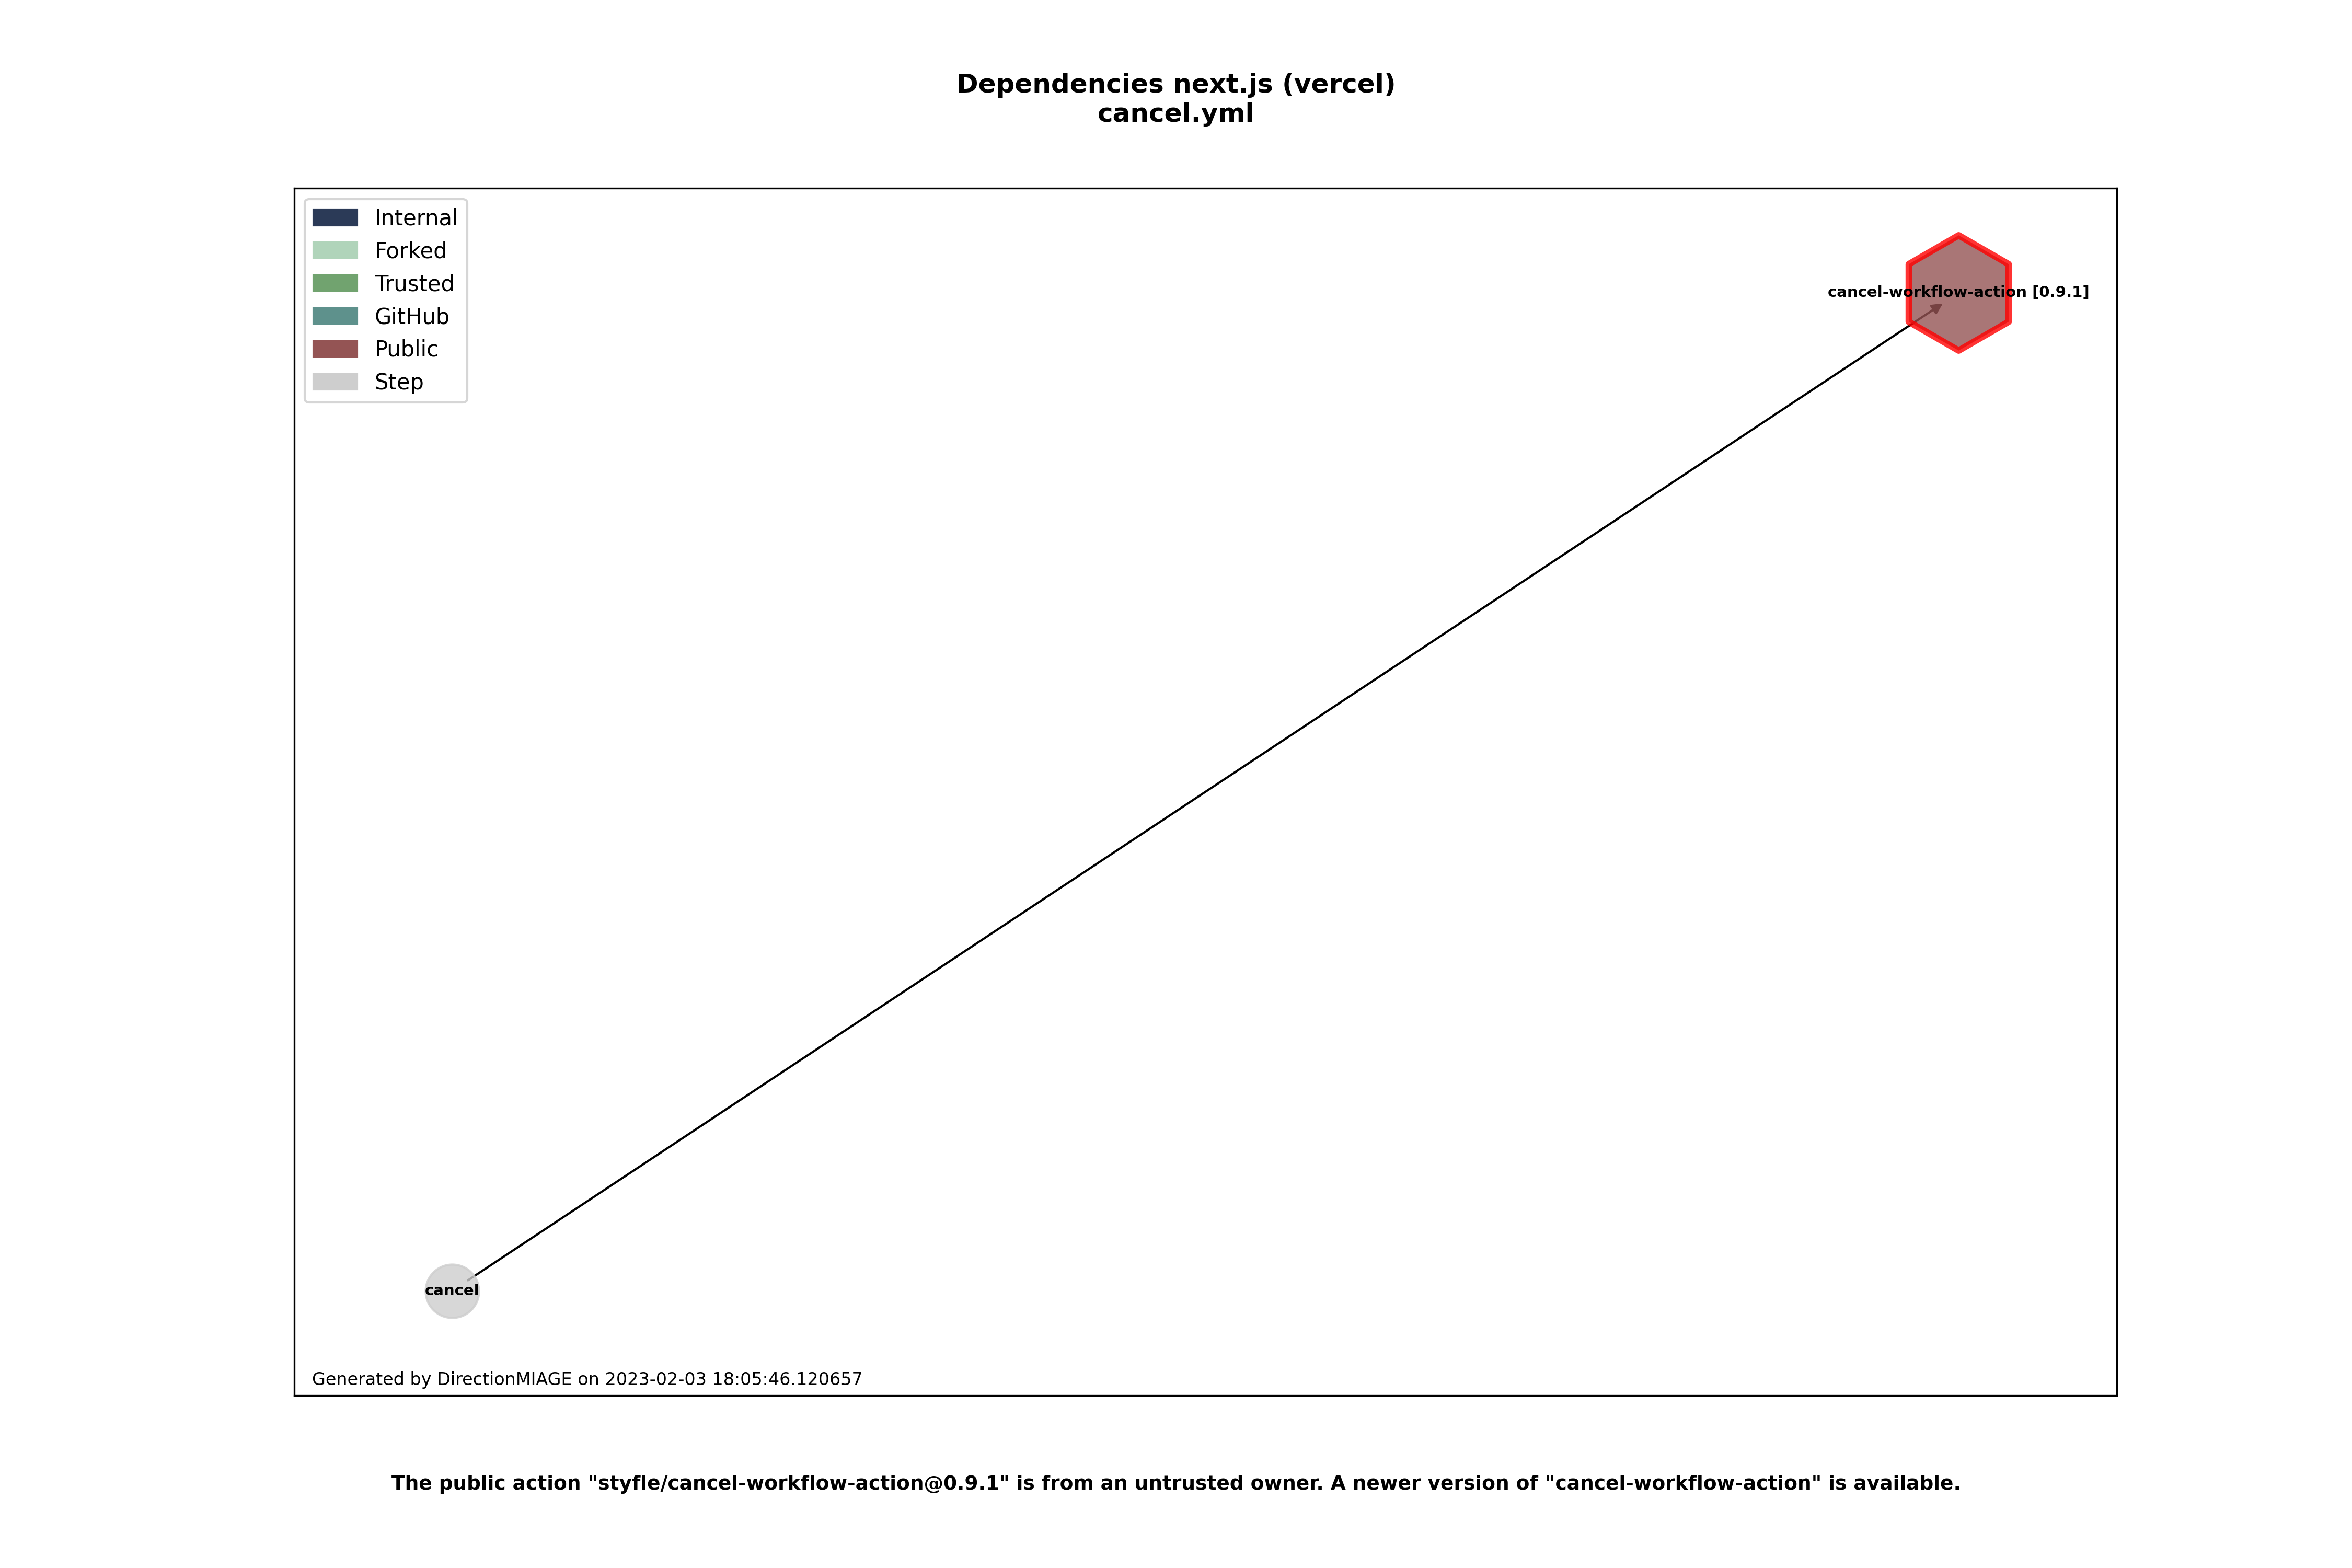 Dependencies next.js (vercel)
cancel.yml
Internal
Forked
Trusted
GitHub
Public
Step
cancel-workflow-action [0.9.1]
cancel
Generated by DirectionMIAGE on 2023-02-03 18:05:46.120657
The public action "styfle/cancel-workflow-action@0.9.1" is from an untrusted owner. A newer version of "cancel-workflow-action" is available.